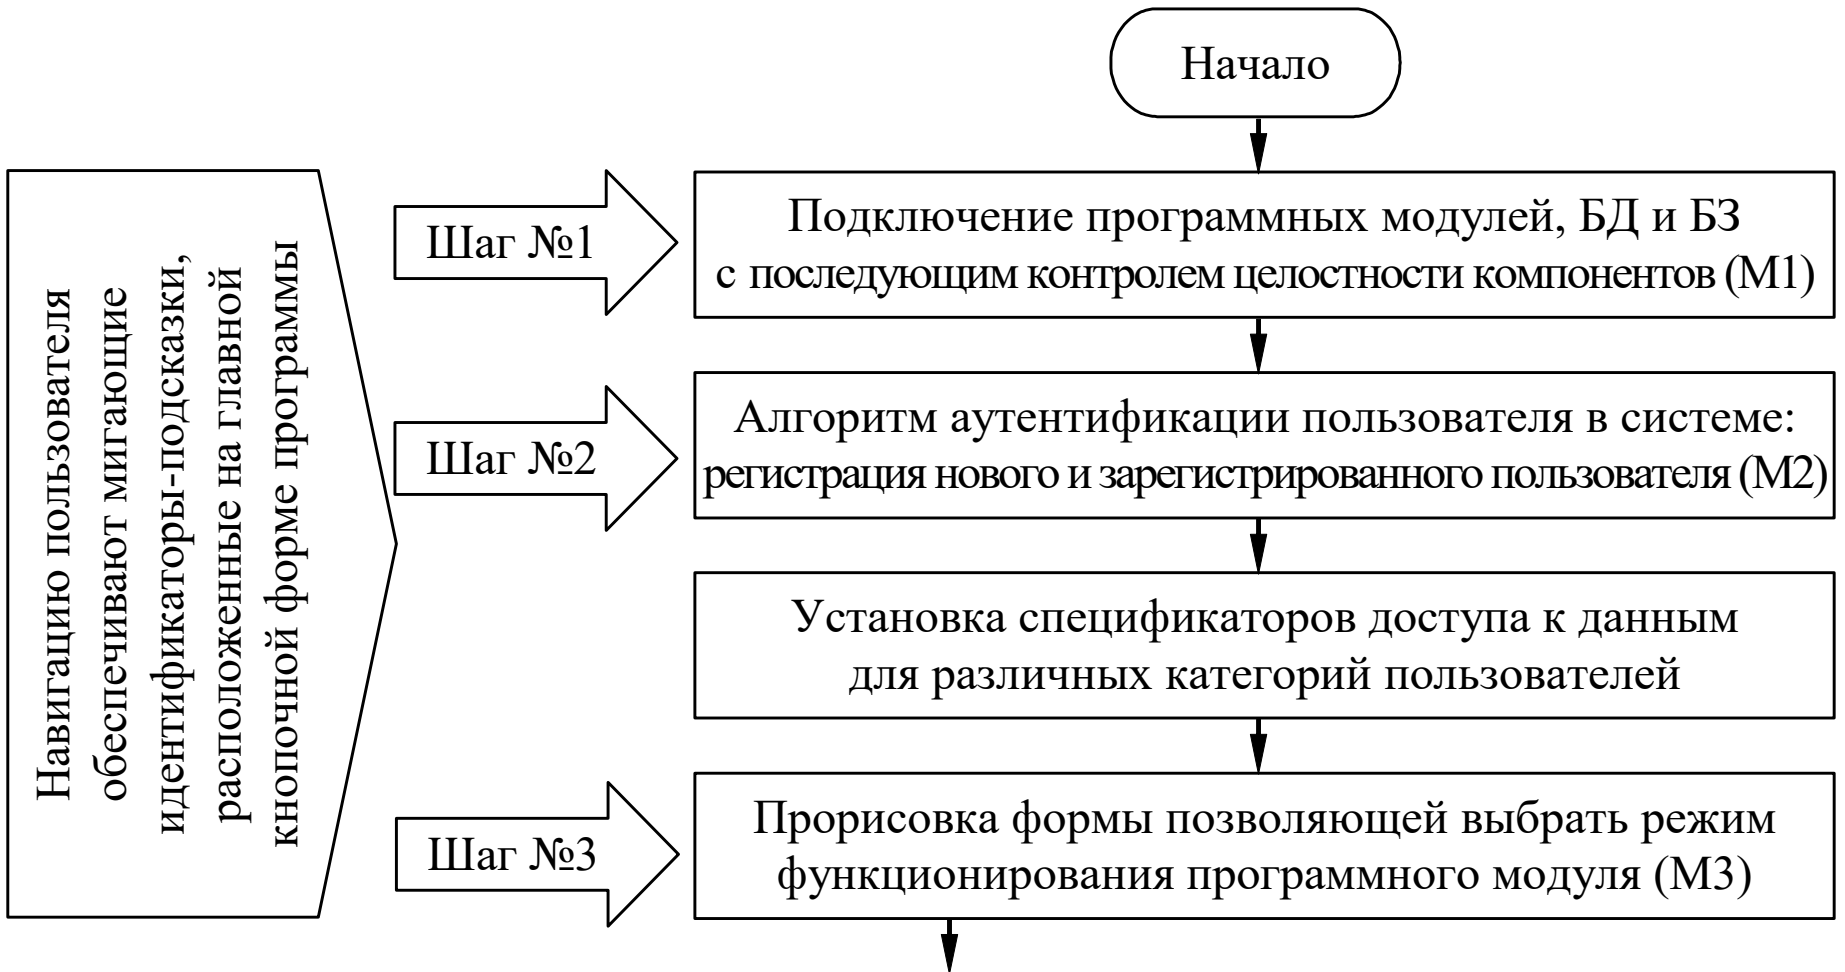 Начало
Навигацию пользователя
обеспечивают мигающие
идентификаторы-подсказки,
расположенные на главной
кнопочной форме программы
Шаг №1
Подключение программных модулей, БД и БЗ
с последующим контролем целостности компонентов (М1)
Шаг №2
Алгоритм аутентификации пользователя в системе:
регистрация нового и зарегистрированного пользователя (М2)
Установка спецификаторов доступа к данным
для различных категорий пользователей
Шаг №3
Прорисовка формы позволяющей выбрать режим
функционирования программного модуля (М3)